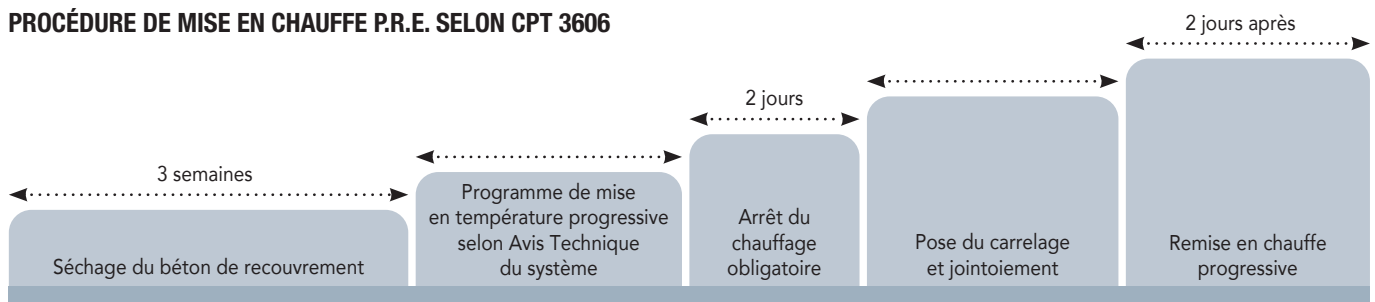 PROCÉDURE DE MISE EN CHAUFFE P.R.E. SELON CPT 3606
3 semaines
Séchage du béton de recouvrement
Programme de mise
en température progressive
selon Avis Technique
du système
2 jours
Arrêt du
chauffage
obligatoire
Pose du carrelage
et jointoiement
2 jours après
Remise en chauffe
progressive